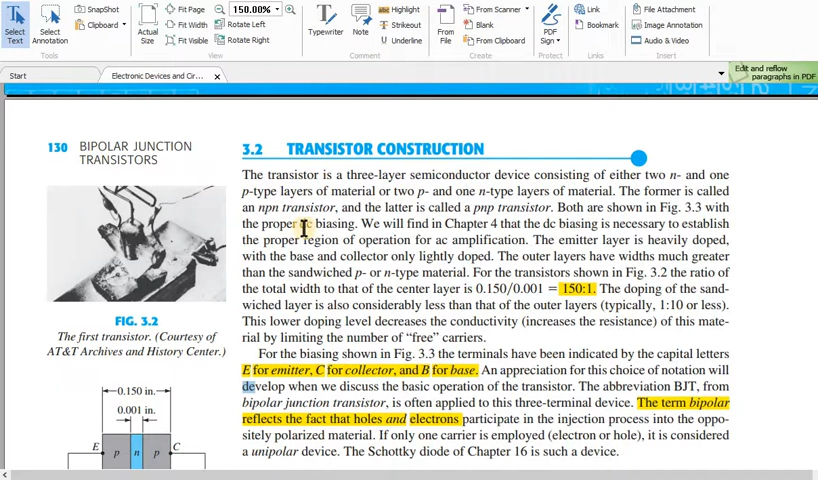 SnapShot
Clipboard
Select
Text
Select
Annotation
Tools
Actual
Size
Fit Page
Fit Width
Fit Visible
150.00%
Rotate Left
Rotate Right
View
Typewriter
Note
Highlight
Strikeout
Underline
Comment
From
File
From Scanner
Blank
From Clipboard
Create
PDF
Sign
Protect
Link
Bookmark
Links
File Attachment
Image Annotation
Audio & Video
Insert
Start
Electronic Devices and Cir...
Edit and reflow
paragraphs in PDF
130 BIPOLAR JUNCTION
TRANSISTORS
3.2 TRANSISTOR CONSTRUCTION
The transistor is a three-layer semiconductor device consisting of either two n- and one
p-type layers of material or two p- and one n-type layers of material. The former is called
an npn transistor, and the latter is called a pnp transistor. Both are shown in Fig. 3.3 with
the proper dc biasing. We will find in Chapter 4 that the dc biasing is necessary to establish
the proper region of operation for ac amplification. The emitter layer is heavily doped,
with the base and collector only lightly doped. The outer layers have widths much greater
than the sandwiched p- or n-type material. For the transistors shown in Fig. 3.2 the ratio of
the total width to that of the center layer is 0.150/0.001 = 150:1. The doping of the sand-
wiched layer is also considerably less than that of the outer layers (typically, 1:10 or less).
This lower doping level decreases the conductivity (increases the resistance) of this mate-
rial by limiting the number of “free” carriers.
For the biasing shown in Fig. 3.3 the terminals have been indicated by the capital letters
E for emitter, C for collector, and B for base. An appreciation for this choice of notation will
develop when we discuss the basic operation of the transistor. The abbreviation BJT, from
bipolar junction transistor, is often applied to this three-terminal device. The term bipolar
reflects the fact that holes and electrons participate in the injection process into the oppo-
sitely polarized material. If only one carrier is employed (electron or hole), it is considered
a unipolar device. The Schottky diode of Chapter 16 is such a device.
FIG. 3.2
The first transistor. (Courtesy of
AT&T Archives and History Center.)
0.150 in.
0.001 in.
E C
p n p